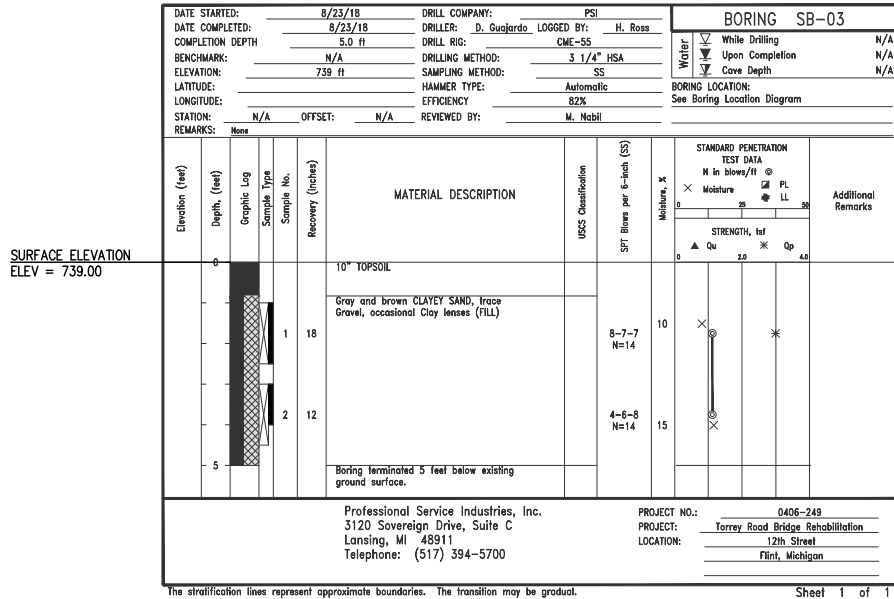 DATE STARTED: 8/23/18 DRILL COMPANY: PSI
DATE COMPLETED: 8/23/18 DRILLER: D. Guajardo LOGGED BY: H. Ross
COMPLETION DEPTH 5.0 ft DRILL RIG: CME-55
BENCHMARK: N/A DRILLING METHOD: 3 1/4" HSA
ELEVATION: 739 ft SAMPLING METHOD: SS
LATITUDE: HAMMER TYPE: Automatic
LONGITUDE: EFFICIENCY 82%
STATION: N/A OFFSET: N/A REVIEWED BY: M. Nabil
REMARKS: None
BORING SB-03
Water
While Drilling N/A
Upon Completion N/A
Cave Depth N/A
BORING LOCATION:
See Boring Location Diagram
Elevation (feet)
Depth, (feet)
Graphic Log
Sample Type
Sample No.
Recovery (inches)
MATERIAL DESCRIPTION
USCS Classification
SPT Blows per 6-inch (SS)
Moisture, %
STANDARD PENETRATION
TEST DATA
N in blows/ft
Moisture PL
LL
0 25 50
STRENGTH, tsf
Qu Qp
0 2.0 4.0
Additional
Remarks
SURFACE ELEVATION
ELEV = 739.00
0
10" TOPSOIL
Gray and brown CLAYEY SAND, trace
Gravel, occasional Clay lenses (FILL)
1 18 8-7-7 10
N=14
2 12 4-6-8
N=14 15
5
Boring terminated 5 feet below existing
ground surface.
Professional Service Industries, Inc.
3120 Sovereign Drive, Suite C
Lansing, MI 48911
Telephone: (517) 394-5700
PROJECT NO.: 0406-249
PROJECT: Torrey Road Bridge Rehabilitation
LOCATION: 12th Street
Flint, Michigan
The stratification lines represent approximate boundaries. The transition may be gradual.
Sheet 1 of 1